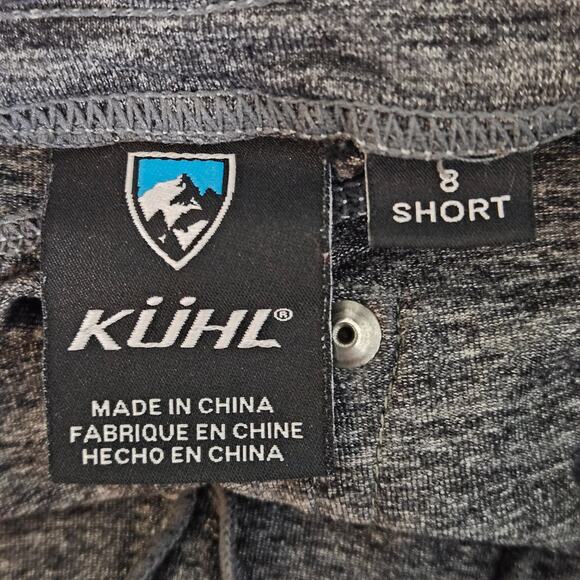 KÜHL®
MADE IN CHINA
FABRIQUE EN CHINE
HECHO EN CHINA
8
SHORT